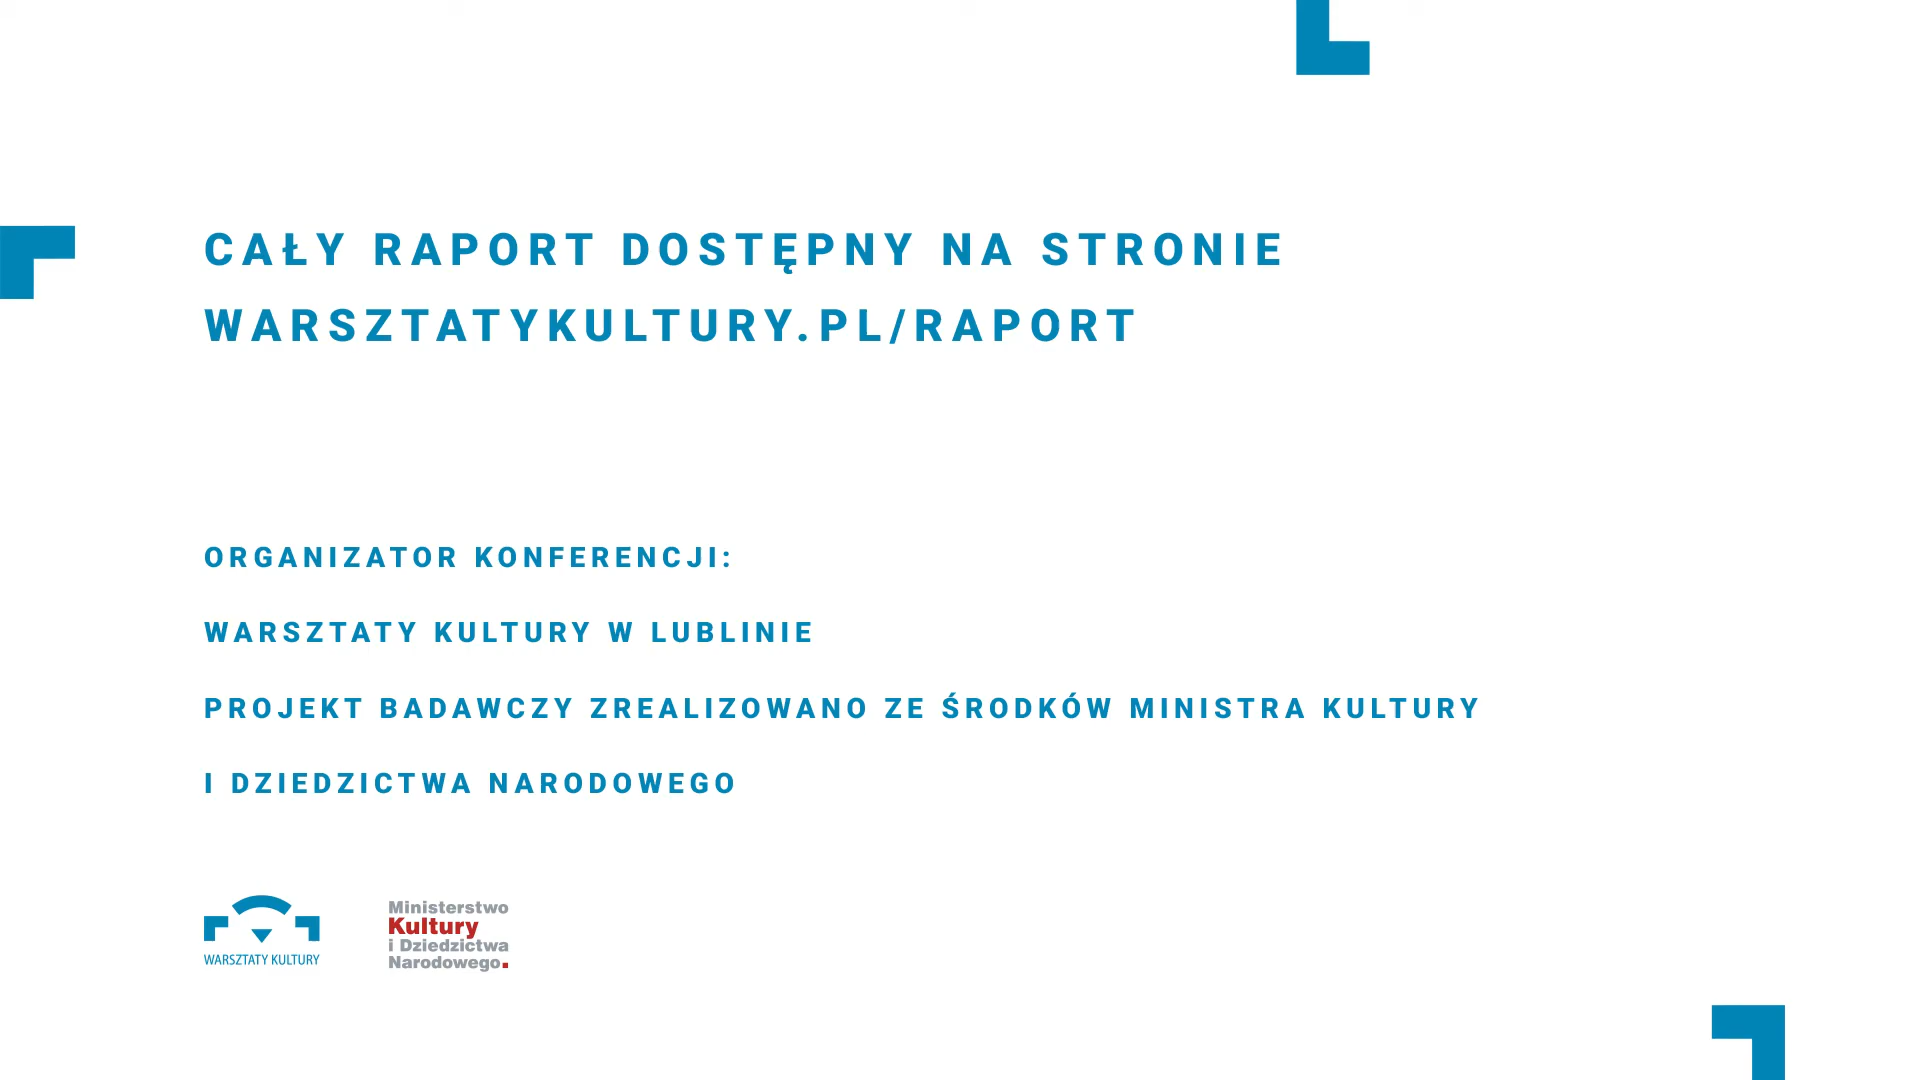 CAŁY RAPORT DOSTĘPNY NA STRONIE
WARSZTATYKULTURY.PL/RAPORT
ORGANIZATOR KONFERENCJI:
WARSZTATY KULTURY W LUBLINIE
PROJEKT BADAWCZY ZREALIZOWANO ZE ŚRODKÓW MINISTRA KULTURY
I DZIEDZICTWA NARODOWEGO
WARSZTATY KULTURY
Ministerstwo
Kultury
i Dziedzictwa
Narodowego.